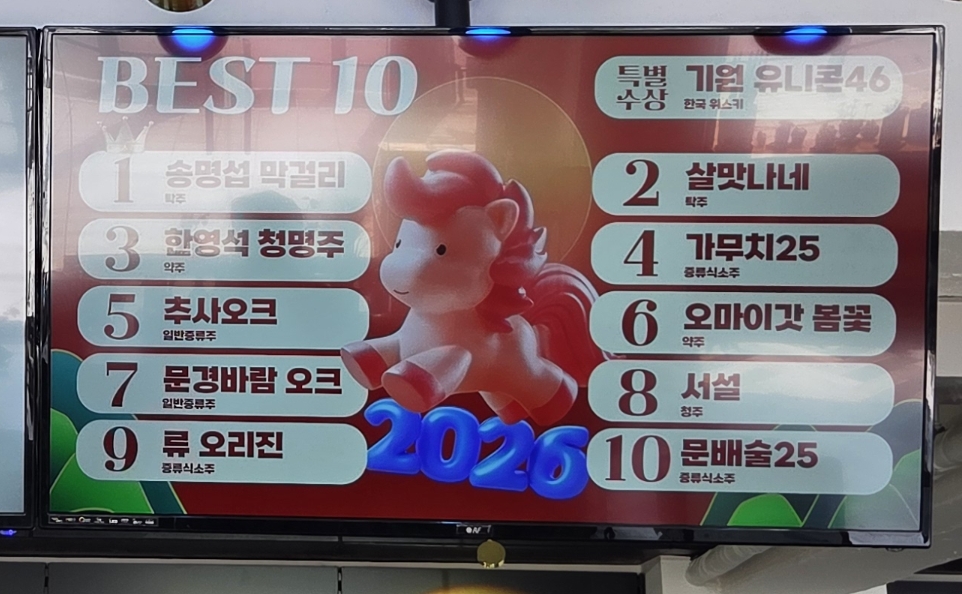 BEST 10
특별
수상
기원 유니콘46
한국 위스키
1
송명섭 막걸리
탁주
2
살맛나네
탁주
3
한영석 청명주
약주
4
가무치25
증류식소주
5
추사오크
일반증류주
6
오마이갓 봄꽃
약주
7
문경바람 오크
일반증류주
8
서설
청주
9
류 오리진
증류식소주
10
문배술25
증류식소주
2026